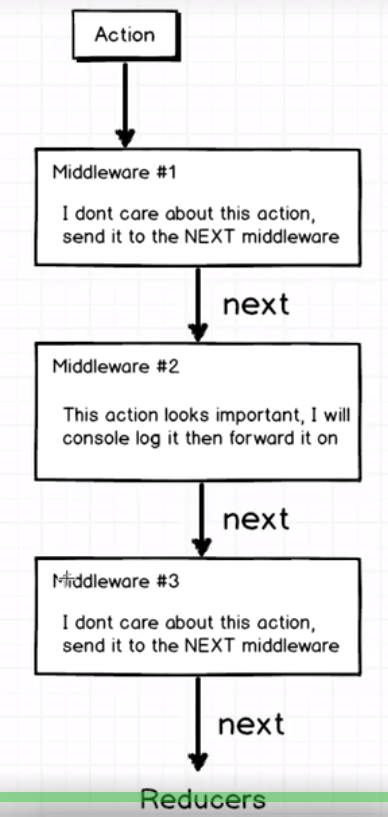 Action
Middleware #1
I dont care about this action,
send it to the NEXT middleware
next
Middleware #2
This action looks important, I will
console log it then forward it on
next
Middleware #3
I dont care about this action,
send it to the NEXT middleware
next
Reducers